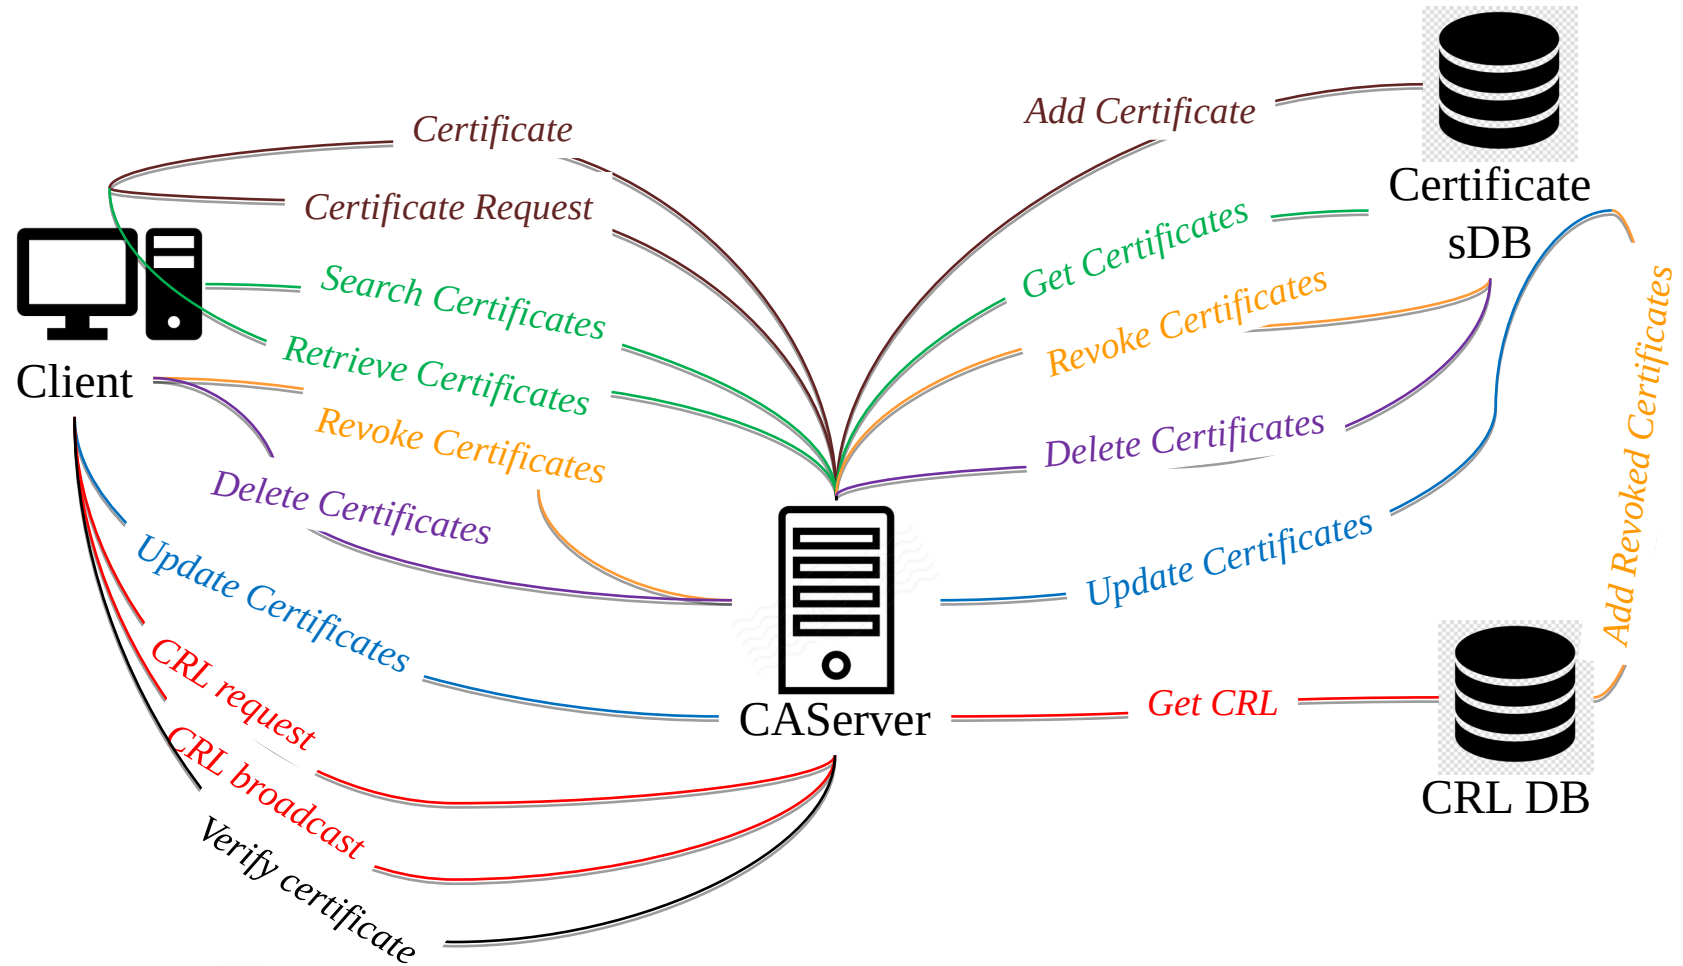 Certificate
Certificate Request
Search Certificates
Retrieve Certificates
Revoke Certificates
Delete Certificates
Update Certificates
CRL request
CRL broadcast
Verify certificate
Client
CAServer
Add Certificate
Get Certificates
Revoke Certificates
Delete Certificates
Update Certificates
Get CRL
Certificate
sDB
Add Revoked Certificates
CRL DB